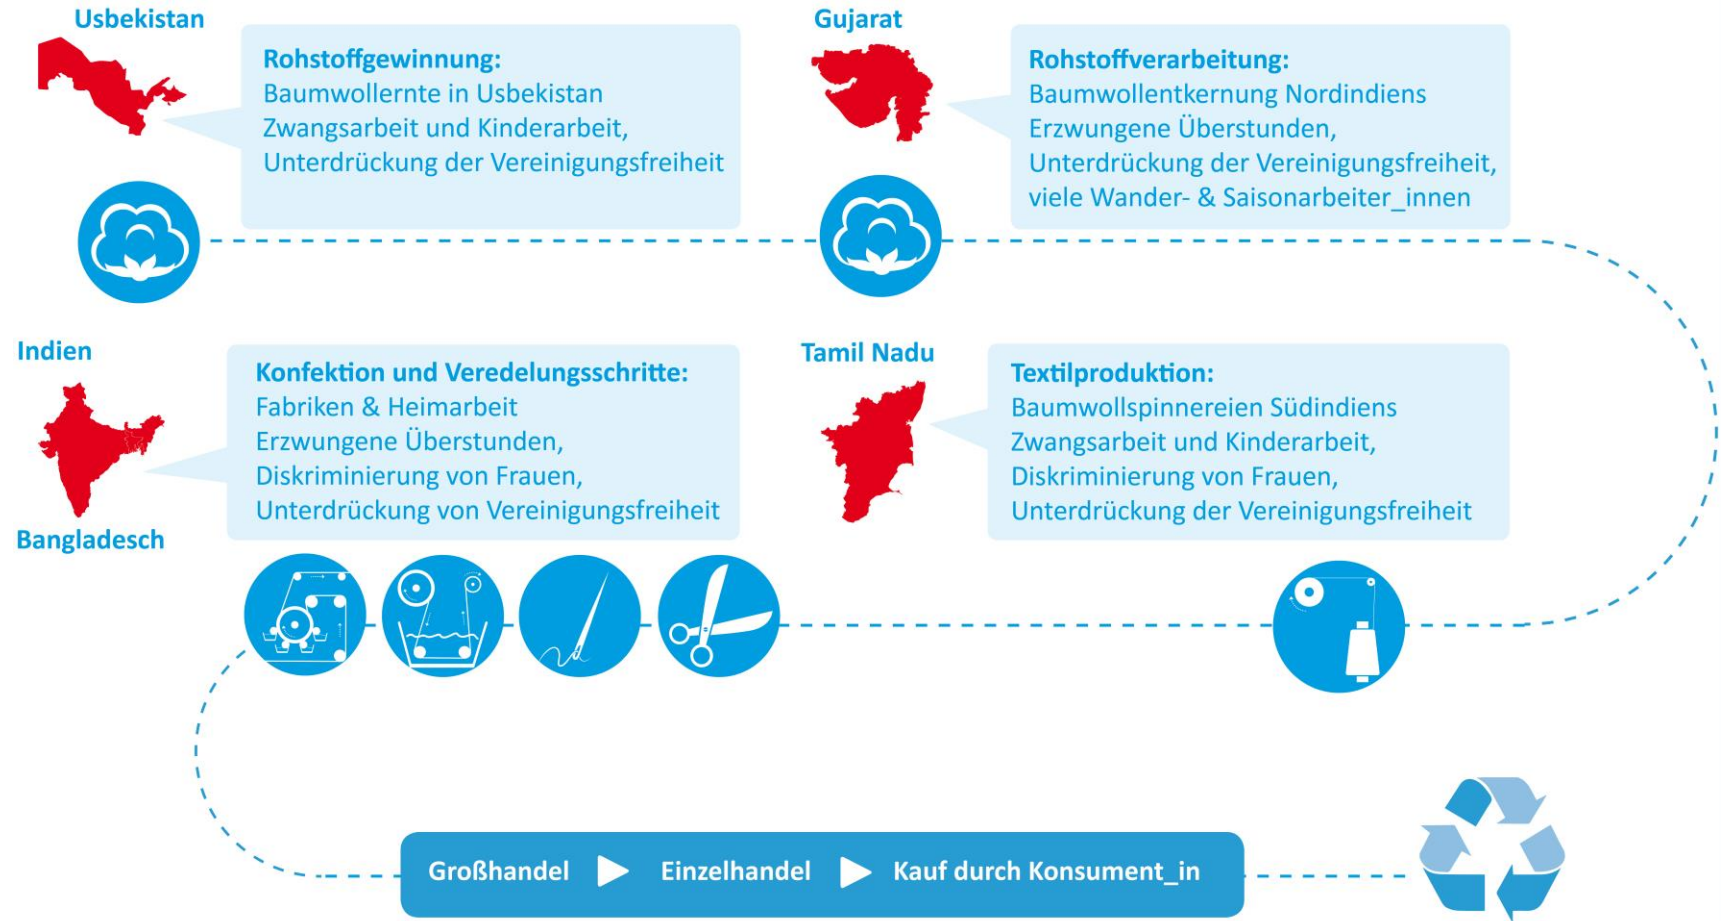 Usbekistan
Rohstoffgewinnung:
Baumwollernte in Usbekistan
Zwangsarbeit und Kinderarbeit,
Unterdrückung der Vereinigungsfreiheit
Gujarat
Rohstoffverarbeitung:
Baumwollentkernung Nordindiens
Erzwungene Überstunden,
Unterdrückung der Vereinigungsfreiheit,
viele Wander- & Saisonarbeiter_innen
Indien
Bangladesch
Konfektion und Veredelungsschritte:
Fabriken & Heimarbeit
Erzwungene Überstunden,
Diskriminierung von Frauen,
Unterdrückung von Vereinigungsfreiheit
Tamil Nadu
Textilproduktion:
Baumwollspinnereien Südindiens
Zwangsarbeit und Kinderarbeit,
Diskriminierung von Frauen,
Unterdrückung der Vereinigungsfreiheit
Großhandel
Einzelhandel
Kauf durch Konsument_in